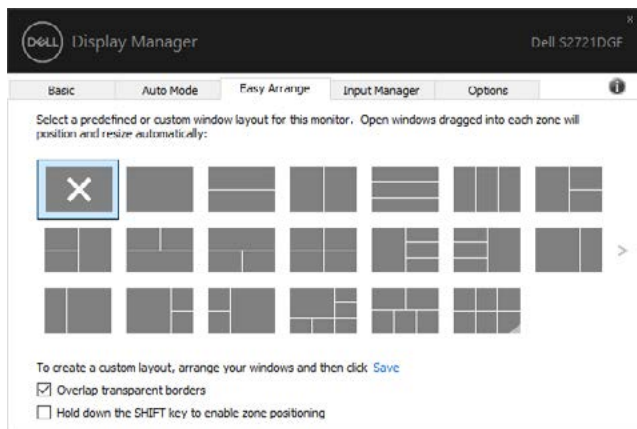 DELL Display Manager
Dell S2721DGF
Basic Auto Mode Easy Arrange Input Manager Options
Select a predefined or custom window layout for this monitor. Open windows dragged into each zone will
position and resize automatically:
To create a custom layout, arrange your windows and then click Save
Overlap transparent borders
Hold down the SHIFT key to enable zone positioning